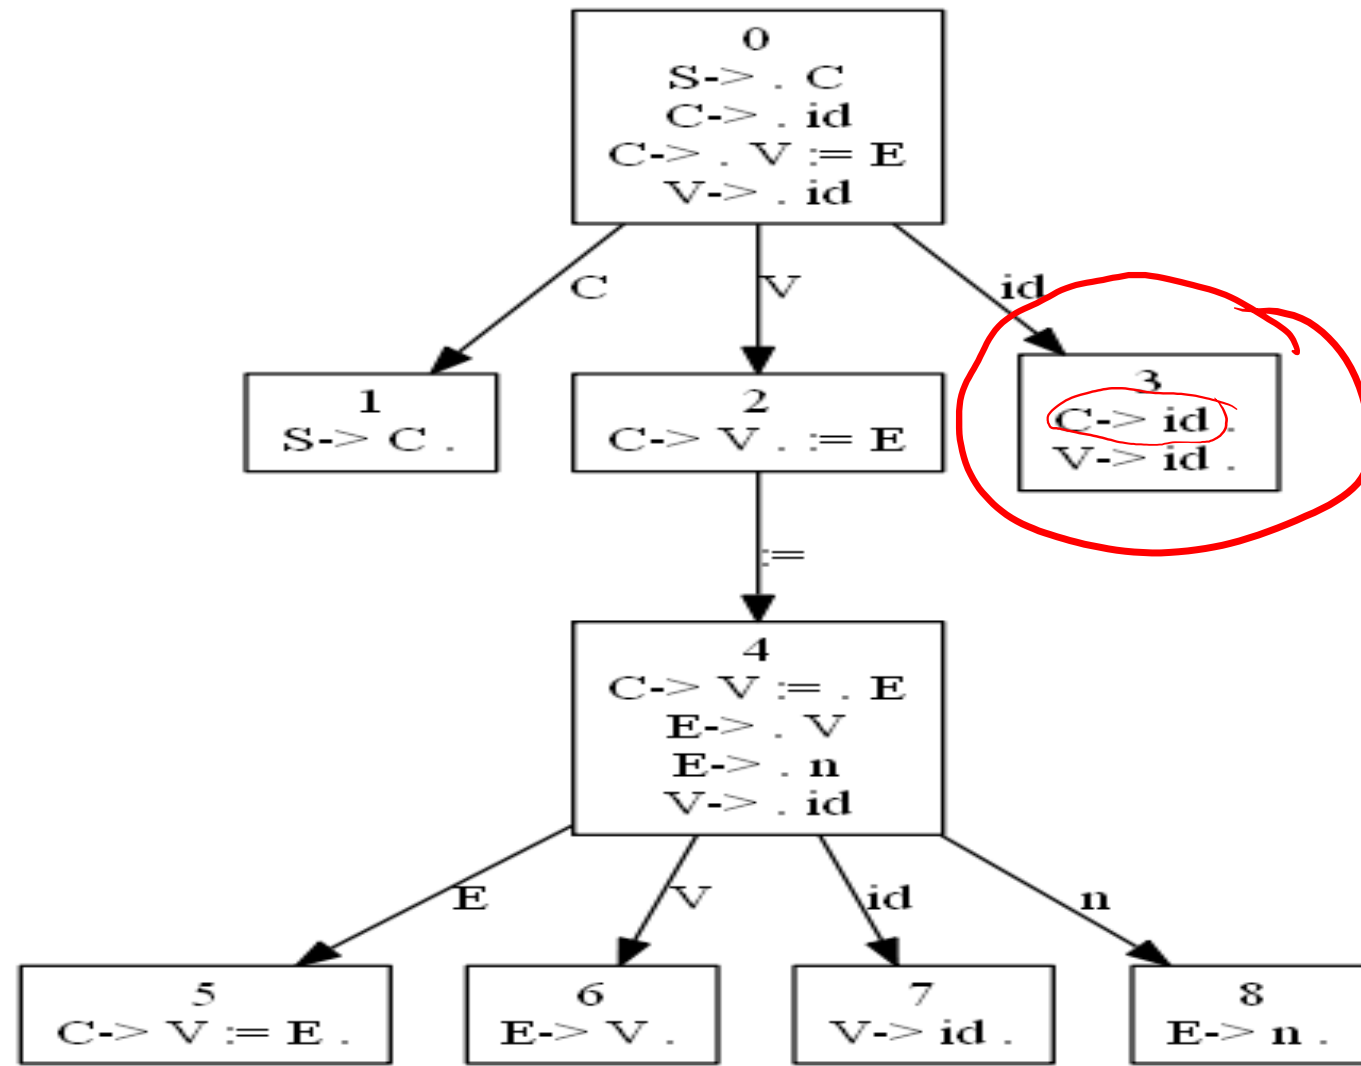 0
S-> . C
C-> . id
C-> . V := E
V-> . id
C
V
id
1
S-> C .
2
C-> V . := E
3
C-> id .
V-> id .
:=
4
C-> V := . E
E-> . V
E-> . n
V-> . id
E
V
id
n
5
C-> V := E .
6
E-> V .
7
V-> id .
8
E-> n .